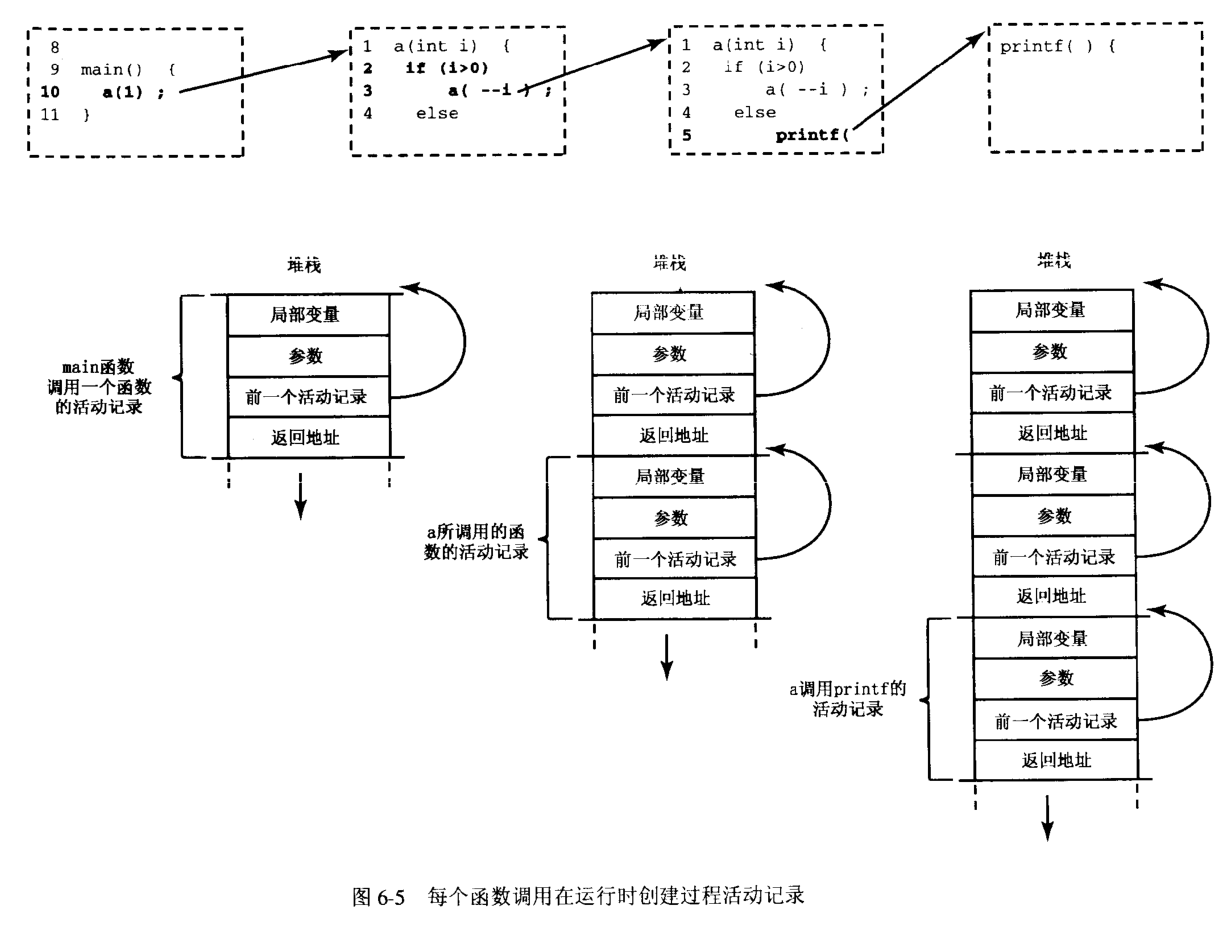 8
9 main() {
10 a(1) ;
11 }
1 a(int i) {
2 if (i>0)
3 a( --i ) ;
4 else
1 a(int i) {
2 if (i>0)
3 a( --i ) ;
4 else
5 printf(
printf( ) {
堆栈
局部变量
参数
前一个活动记录
返回地址
main函数
调用一个函数
的活动记录
堆栈
局部变量
参数
前一个活动记录
返回地址
局部变量
参数
前一个活动记录
返回地址
a所调用的函
数的活动记录
堆栈
局部变量
参数
前一个活动记录
返回地址
局部变量
参数
前一个活动记录
返回地址
局部变量
参数
前一个活动记录
返回地址
a调用printf的
活动记录
图 6-5 每个函数调用在运行时创建过程活动记录